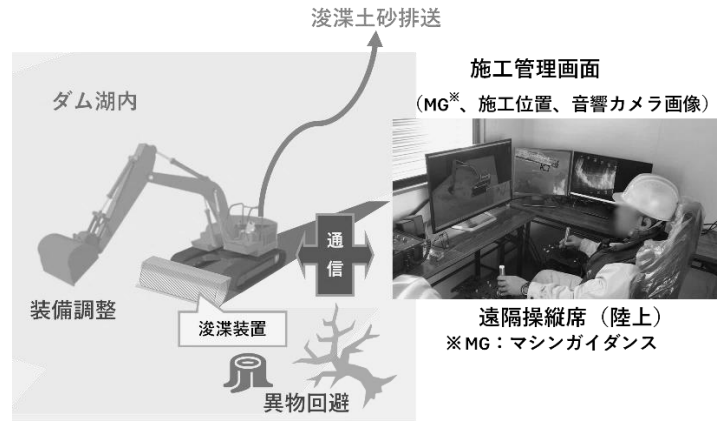 浚渫土砂排送
ダム湖内
施工管理画面
（MG※、施工位置、音響カメラ画像）
通信
装備調整
浚渫装置
異物回避
遠隔操縦席（陸上）
※MG：マシンガイダンス